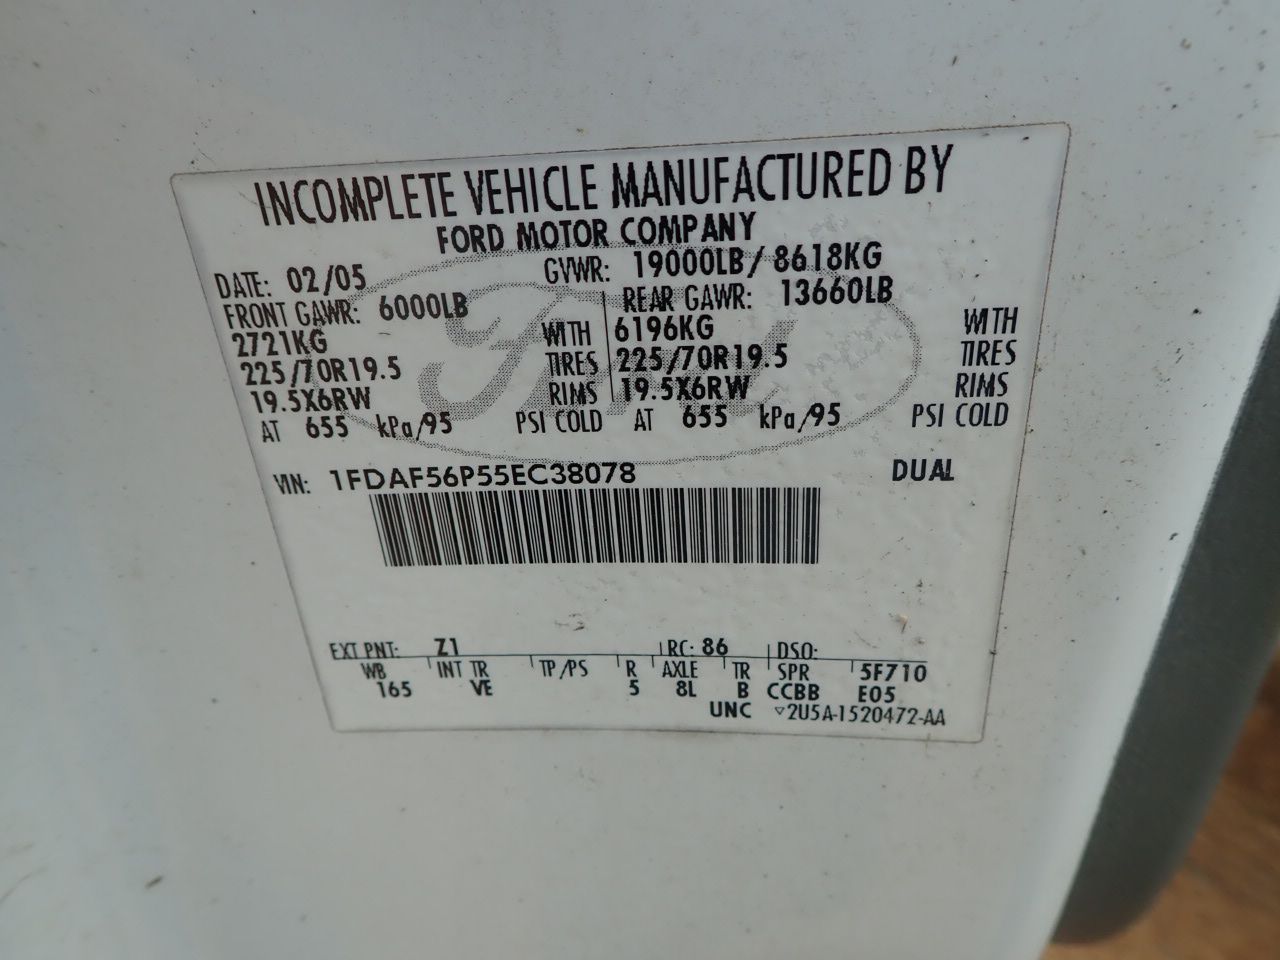 INCOMPLETE VEHICLE MANUFACTURED BY
FORD MOTOR COMPANY
DATE: 02/05 GVWR: 19000LB/ 8618KG
FRONT GAWR: 6000LB REAR GAWR: 13660LB
2721KG WITH 6196KG WITH
225/70R19.5 TIRES 225/70R19.5 TIRES
19.5X6RW RIMS 19.5X6RW RIMS
AT 655 kPa/95 PSI COLD AT 655 kPa/95 PSI COLD
VIN: 1FDAF56P55EC38078 DUAL
EXT PNT: Z1 RC: 86 DSO:
WB INT TR TP/PS R AXLE TR SPR 5F710
165 VE 5 8L B CCBB E05
UNC ▽2U5A-1520472-AA